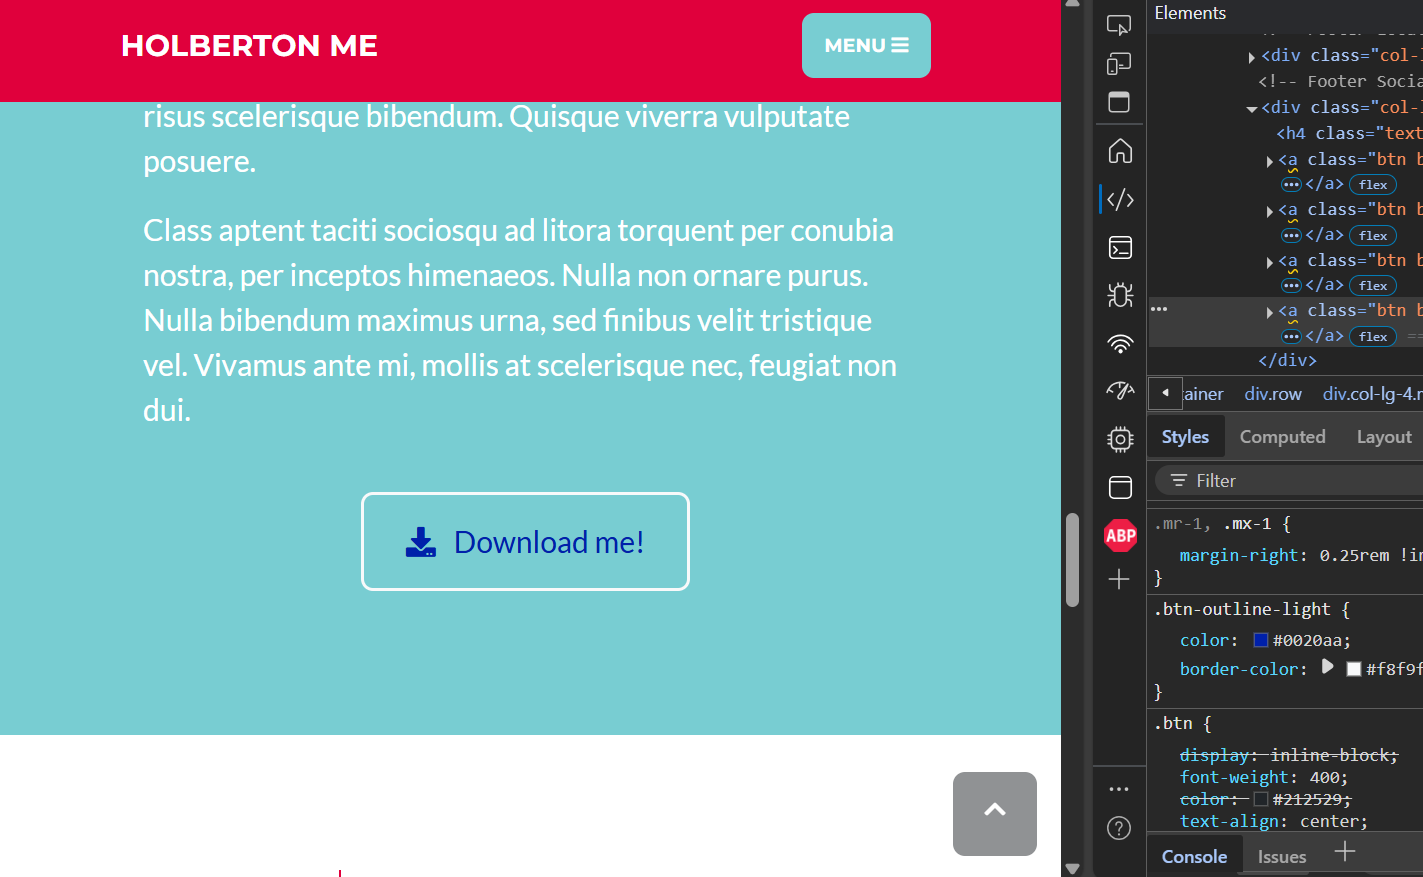 HOLBERTON ME
MENU
risus scelerisque bibendum. Quisque viverra vulputate
posuere.
Class aptent taciti sociosqu ad litora torquent per conubia
nostra, per inceptos himenaeos. Nulla non ornare purus.
Nulla bibendum maximus urna, sed finibus velit tristique
vel. Vivamus ante mi, mollis at scelerisque nec, feugiat non
dui.
Download me!
ABP
Elements
<div class="col-l
<!-- Footer Socia
<div class="col-l
<h4 class="text
<a class="btn b
</a> flex
<a class="btn b
</a> flex
<a class="btn b
</a> flex
<a class="btn b
</a> flex ==
</div>
tainer div.row div.col-lg-4.m
Styles Computed Layout
Filter
.mr-1, .mx-1 {
margin-right: 0.25rem !im
}
.btn-outline-light {
color: #0020aa;
border-color: #f8f9f
}
.btn {
display: inline-block;
font-weight: 400;
color: #212529;
text-align: center;
Console Issues